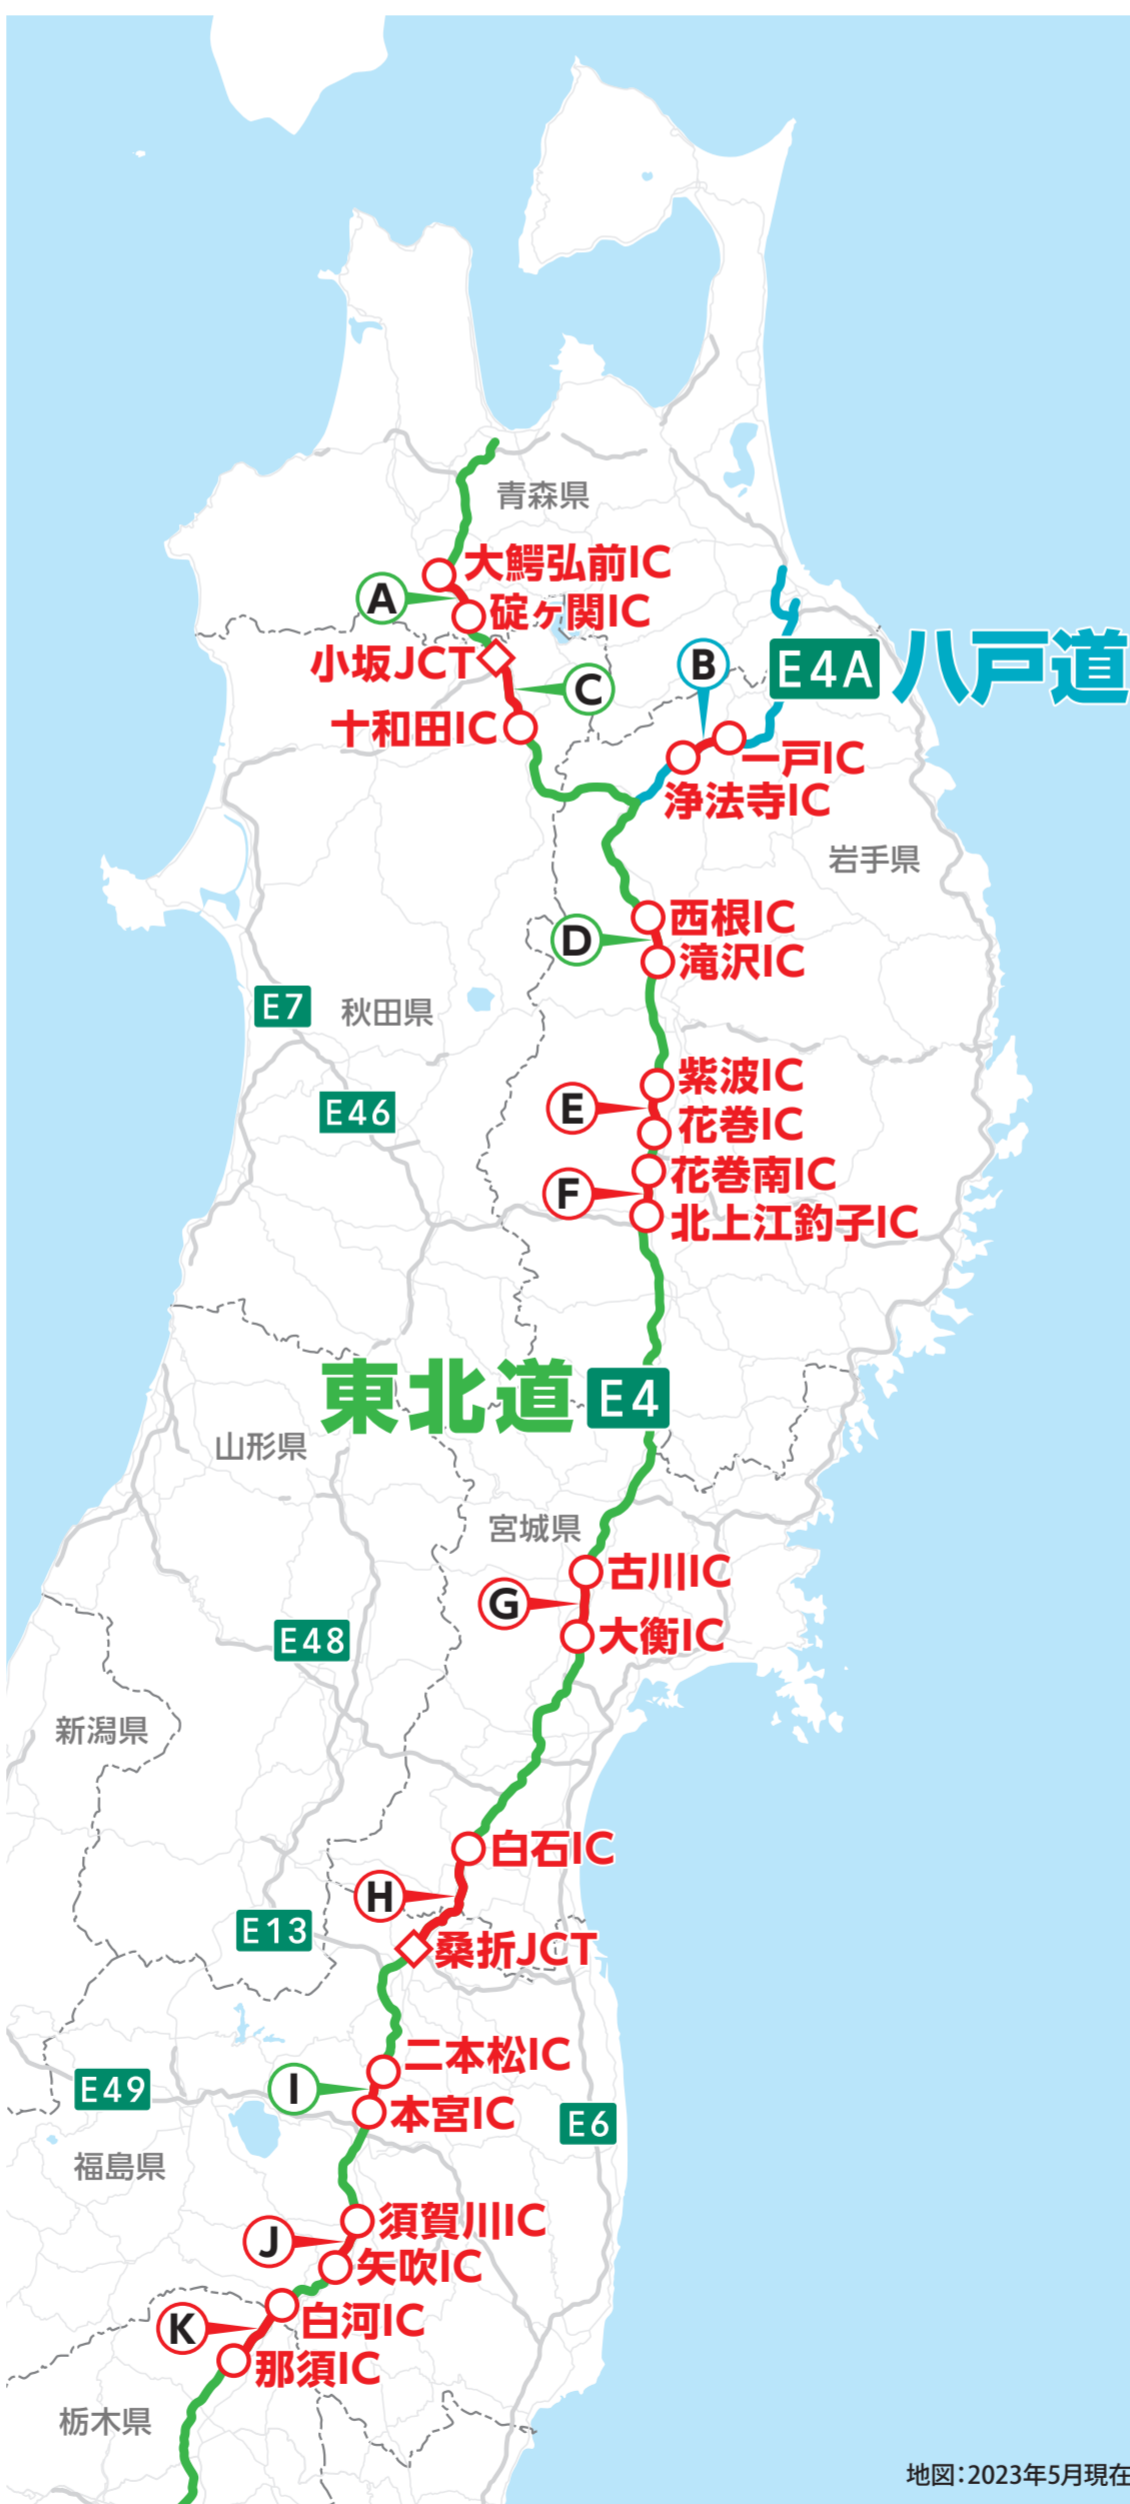 青森県
大鰐弘前IC
A
碇ヶ関IC
小坂JCT
B
E4A
八戸道
C
十和田IC
一戸IC
浄法寺IC
岩手県
西根IC
D
滝沢IC
E7
秋田県
紫波IC
E46
E
花巻IC
花巻南IC
F
北上江釣子IC
東北道
E4
山形県
宮城県
古川IC
G
大衡IC
E48
新潟県
白石IC
H
E13
桑折JCT
二本松IC
E49
I
本宮IC
E6
福島県
須賀川IC
J
矢吹IC
白河IC
K
那須IC
栃木県
地図：2023年5月現在